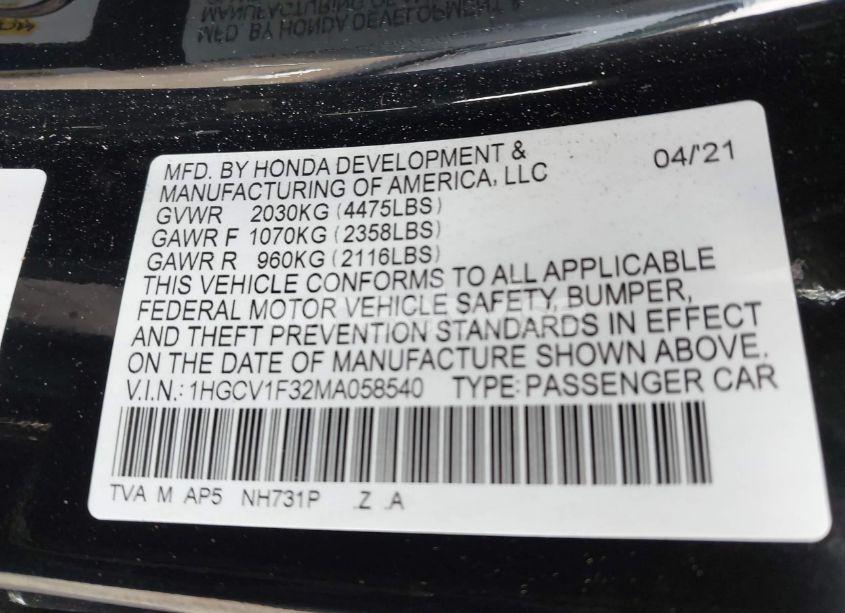 MFD. BY HONDA DEVELOPMENT &
MANUFACTURING OF AMERICA, LLC
04/'21
GVWR 2030KG (4475LBS)
GAWR F 1070KG (2358LBS)
GAWR R 960KG (2116LBS)
THIS VEHICLE CONFORMS TO ALL APPLICABLE
FEDERAL MOTOR VEHICLE SAFETY, BUMPER,
AND THEFT PREVENTION STANDARDS IN EFFECT
ON THE DATE OF MANUFACTURE SHOWN ABOVE.
V.I.N.: 1HGCV1F32MA058540 TYPE: PASSENGER CAR
TVA M AP5 NH731P .Z .A